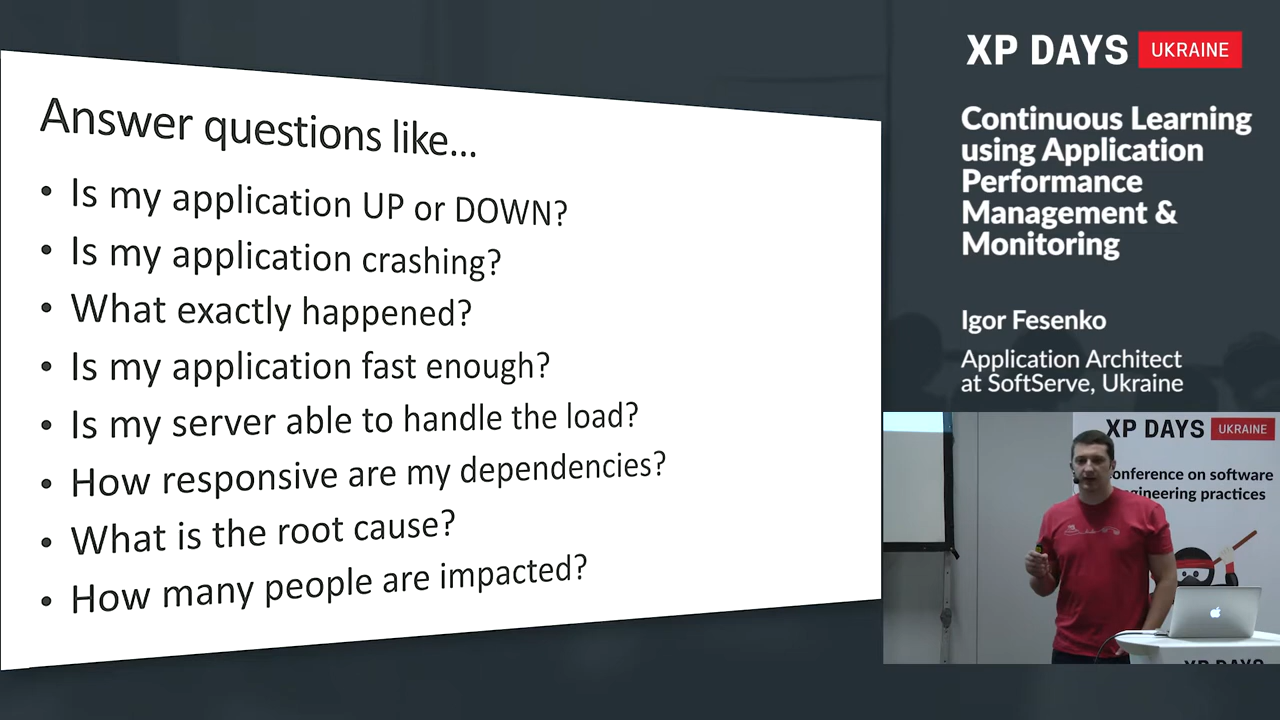 Answer questions like...
• Is my application UP or DOWN?
• Is my application crashing?
• What exactly happened?
• Is my application fast enough?
• Is my server able to handle the load?
• How responsive are my dependencies?
• What is the root cause?
• How many people are impacted?
XP DAYS UKRAINE
Continuous Learning
using Application
Performance
Management &
Monitoring
Igor Fesenko
Application Architect
at SoftServe, Ukraine
XP DAYS UKRAINE
onference on software
gineering practices
XP DAYS